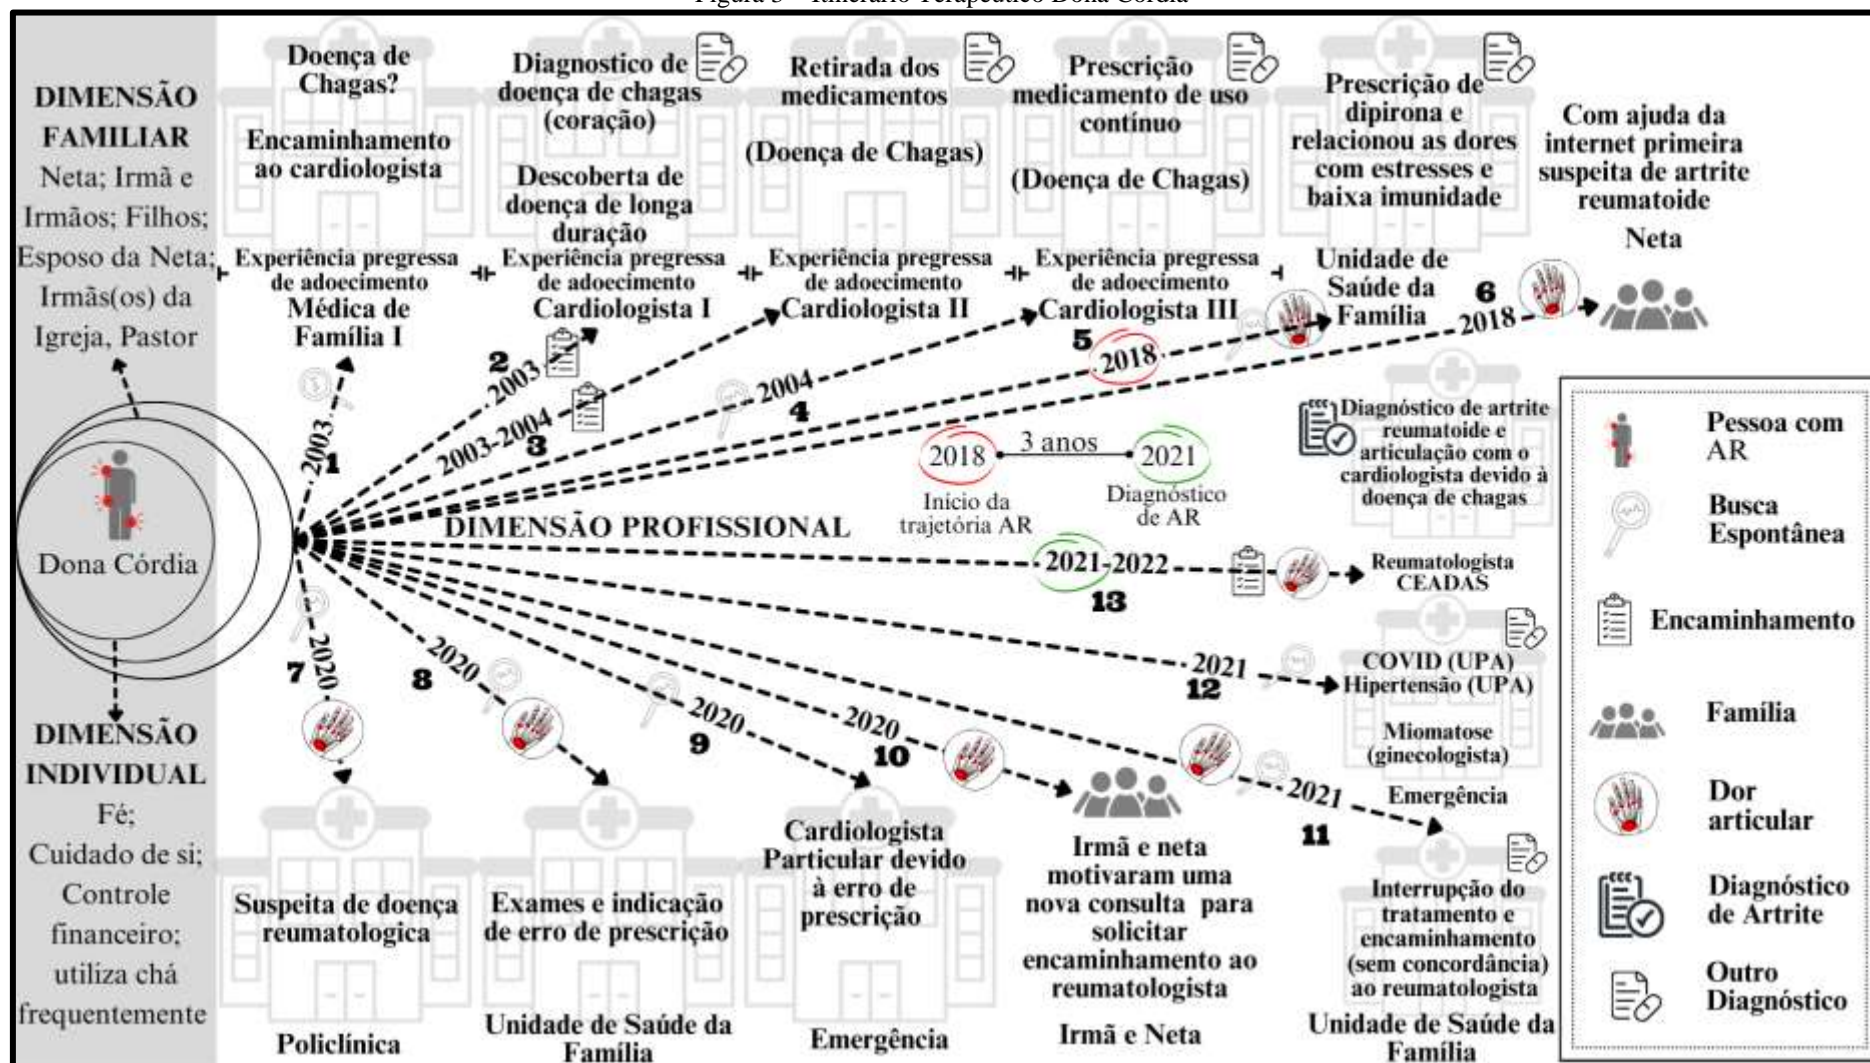 Figura 3 – Itinerário Terapêutico Dona Córdia
DIMENSÃO
FAMILIAR
Neta; Irmã e
Irmãos; Filhos;
Esposo da Neta;
Irmãs(os) da
Igreja, Pastor
Dona Córdia
DIMENSÃO
INDIVIDUAL
Fé;
Cuidado de si;
Controle
financeiro;
utiliza chá
frequentemente
Doença de
Chagas?
Encaminhamento
ao cardiologista
Experiência pregressa
de adoecimento
Médica de
Família I
2003
1
Diagnostico de
doença de chagas
(coração)
Descoberta de
doença de longa
duração
Experiência pregressa
de adoecimento
Cardiologista I
2
2003
Retirada dos
medicamentos
(Doença de Chagas)
Experiência pregressa
de adoecimento
Cardiologista II
2003-2004
3
Prescrição
medicamento de uso
contínuo
(Doença de Chagas)
Experiência pregressa
de adoecimento
Cardiologista III
2004
4
Prescrição de
dipirona e
relacionou as dores
com estresses e
baixa imunidade
Unidade de
Saúde da
Família
5
2018
Com ajuda da
internet primeira
suspeita de artrite
reumatoide
Neta
6
2018
2018
3 anos
2021
Início da
trajetória AR
Diagnóstico
de AR
DIMENSÃO PROFISSIONAL
Diagnóstico de artrite
reumatoide e
articulação com o
cardiologista devido à
doença de chagas
2021-2022
13
Reumatologista
CEADAS
2021
12
COVID (UPA)
Hipertensão (UPA)
Miomatose
(ginecologista)
Emergência
2021
11
Interrupção do
tratamento e
encaminhamento
(sem concordância)
ao reumatologista
Unidade de Saúde da
Família
2020
10
Irmã e neta
motivaram uma
nova consulta para
solicitar
encaminhamento ao
reumatologista
Irmã e Neta
2020
9
Cardiologista
Particular devido
à erro de
prescrição
Emergência
2020
8
Exames e indicação
de erro de prescrição
Unidade de Saúde da
Família
2020
7
Suspeita de doença
reumatologica
Policlínica
Pessoa com
AR
Busca
Espontânea
Encaminhamento
Família
Dor
articular
Diagnóstico
de Artrite
Outro
Diagnóstico